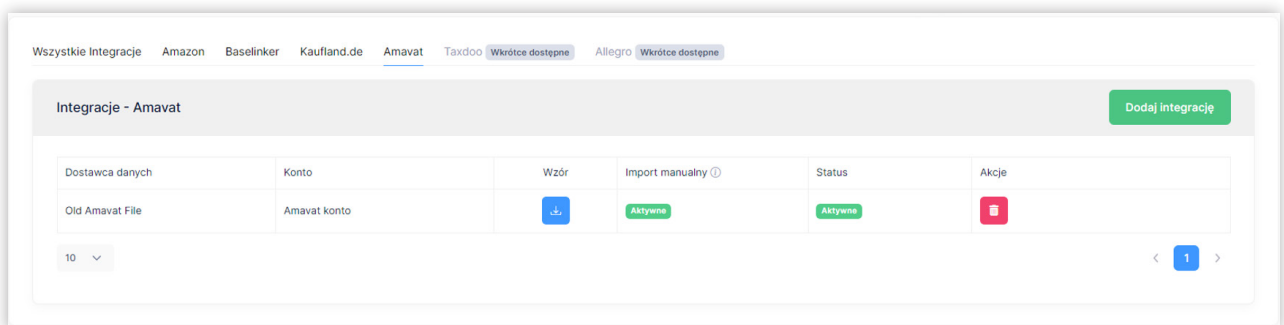 Wszystkie Integracje Amazon Baselinker Kaufland.de Amavat Taxdoo Wkrótce dostępne Allegro Wkrótce dostępne
Integracje - Amavat Dodaj integrację
Dostawca danych Konto Wzór Import manualny Status Akcje
Old Amavat File Amavat konto Aktywne Aktywne
10 1